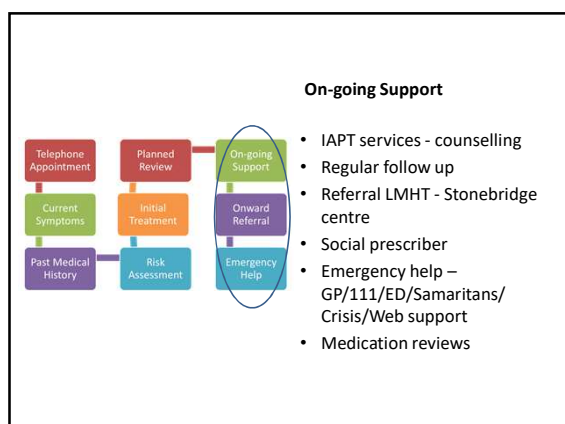 On-going Support
Telephone
Appointment
Current
Symptoms
Past Medical
History
Planned
Review
Initial
Treatment
Risk
Assessment
On-going
Support
Onward
Referral
Emergency
Help
• IAPT services - counselling
• Regular follow up
• Referral LMHT - Stonebridge
centre
• Social prescriber
• Emergency help –
GP/111/ED/Samaritans/
Crisis/Web support
• Medication reviews